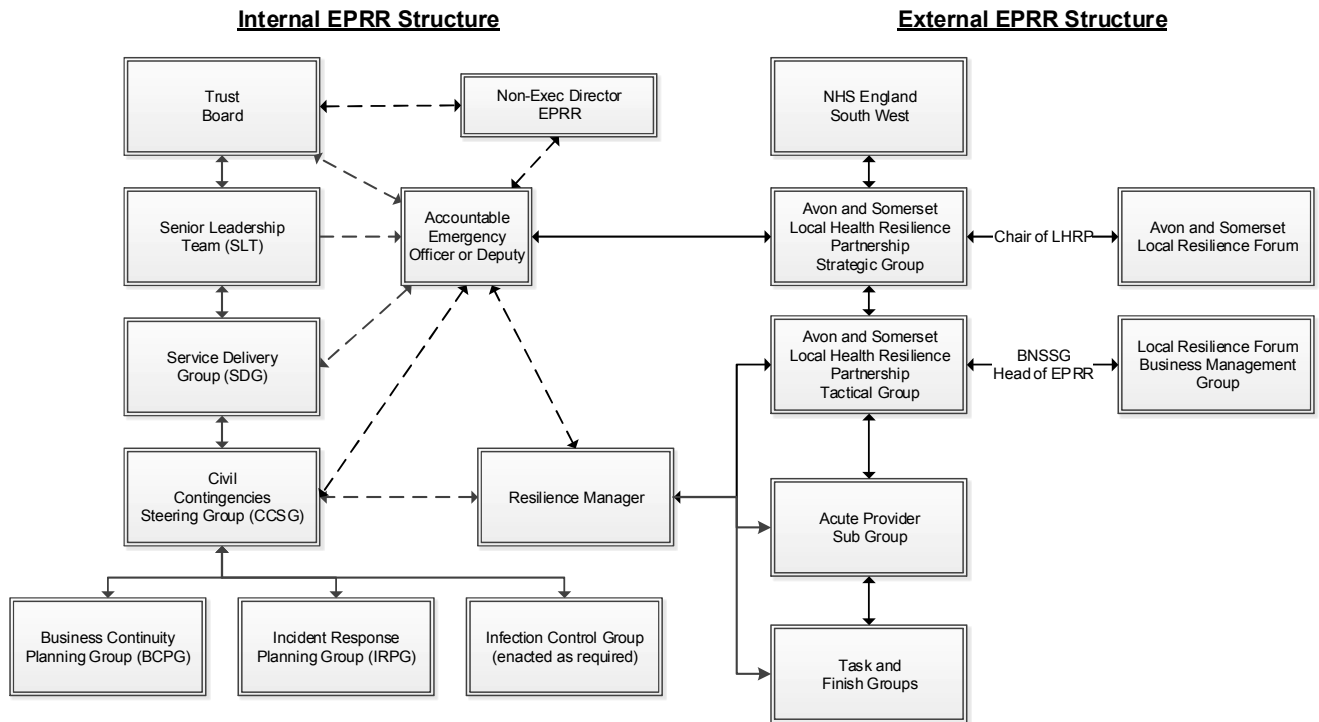 Internal EPRR Structure
External EPRR Structure
Trust
Board
Non-Exec Director
EPRR
NHS England
South West
Senior Leadership
Team (SLT)
Accountable
Emergency
Officer or Deputy
Avon and Somerset
Local Health Resilience
Partnership
Strategic Group
Chair of LHRP
Avon and Somerset
Local Resilience Forum
Service Delivery
Group (SDG)
Avon and Somerset
Local Health Resilience
Partnership
Tactical Group
BNSSG
Head of EPRR
Local Resilience Forum
Business Management
Group
Civil
Contingencies
Steering Group (CCSG)
Resilience Manager
Acute Provider
Sub Group
Business Continuity
Planning Group (BCPG)
Incident Response
Planning Group (IRPG)
Infection Control Group
(enacted as required)
Task and
Finish Groups